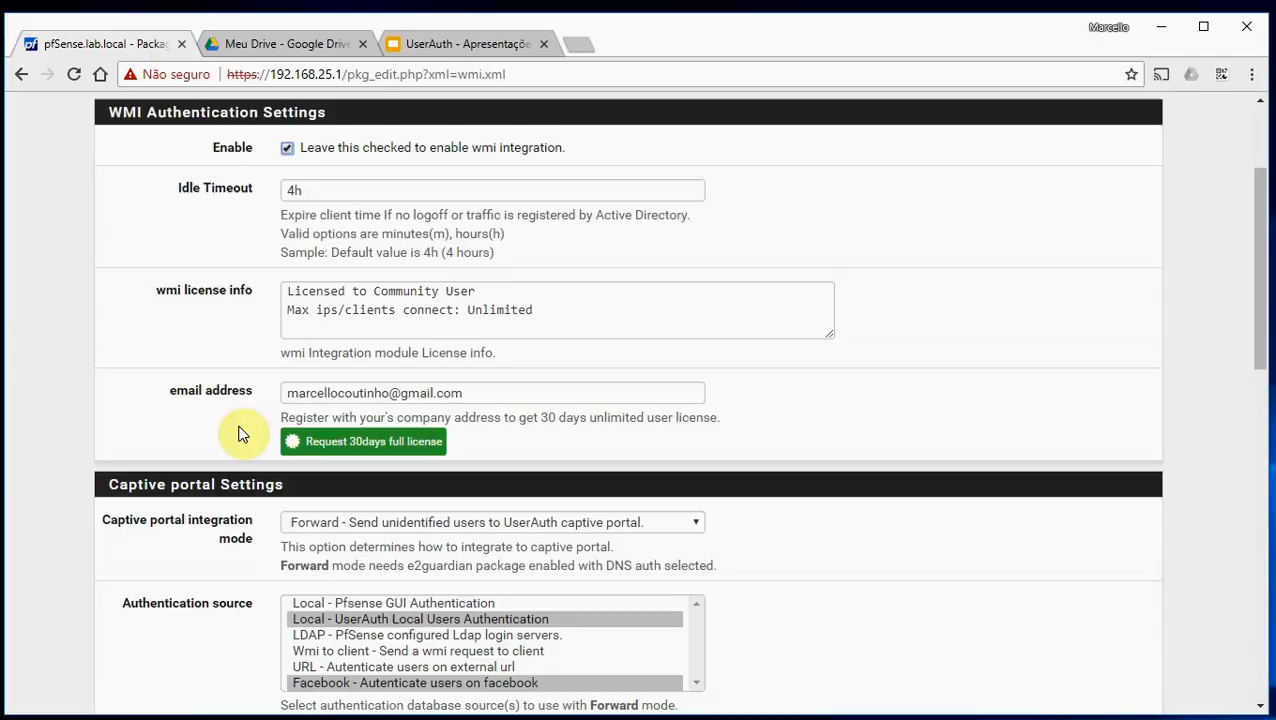 Marcello
pfSense.lab.local - Packag
Meu Drive - Google Drive
UserAuth - Apresentaçõe
Não seguro
https://192.168.25.1/pkg_edit.php?xml=wmi.xml
WMI Authentication Settings
Enable
Leave this checked to enable wmi integration.
Idle Timeout
4h
Expire client time If no logoff or traffic is registered by Active Directory.
Valid options are minutes(m), hours(h)
Sample: Default value is 4h (4 hours)
wmi license info
Licensed to Community User
Max ips/clients connect: Unlimited
wmi Integration module License info.
email address
marcellocoutinho@gmail.com
Register with your's company address to get 30 days unlimited user license.
Request 30days full license
Captive portal Settings
Captive portal integration
mode
Forward - Send unidentified users to UserAuth captive portal.
This option determines how to integrate to captive portal.
Forward mode needs e2guardian package enabled with DNS auth selected.
Authentication source
Local - Pfsense GUI Authentication
Local - UserAuth Local Users Authentication
LDAP - PfSense configured Ldap login servers.
Wmi to client - Send a wmi request to client
URL - Autenticate users on external url
Facebook - Autenticate users on facebook
Select authentication database source(s) to use with Forward mode.